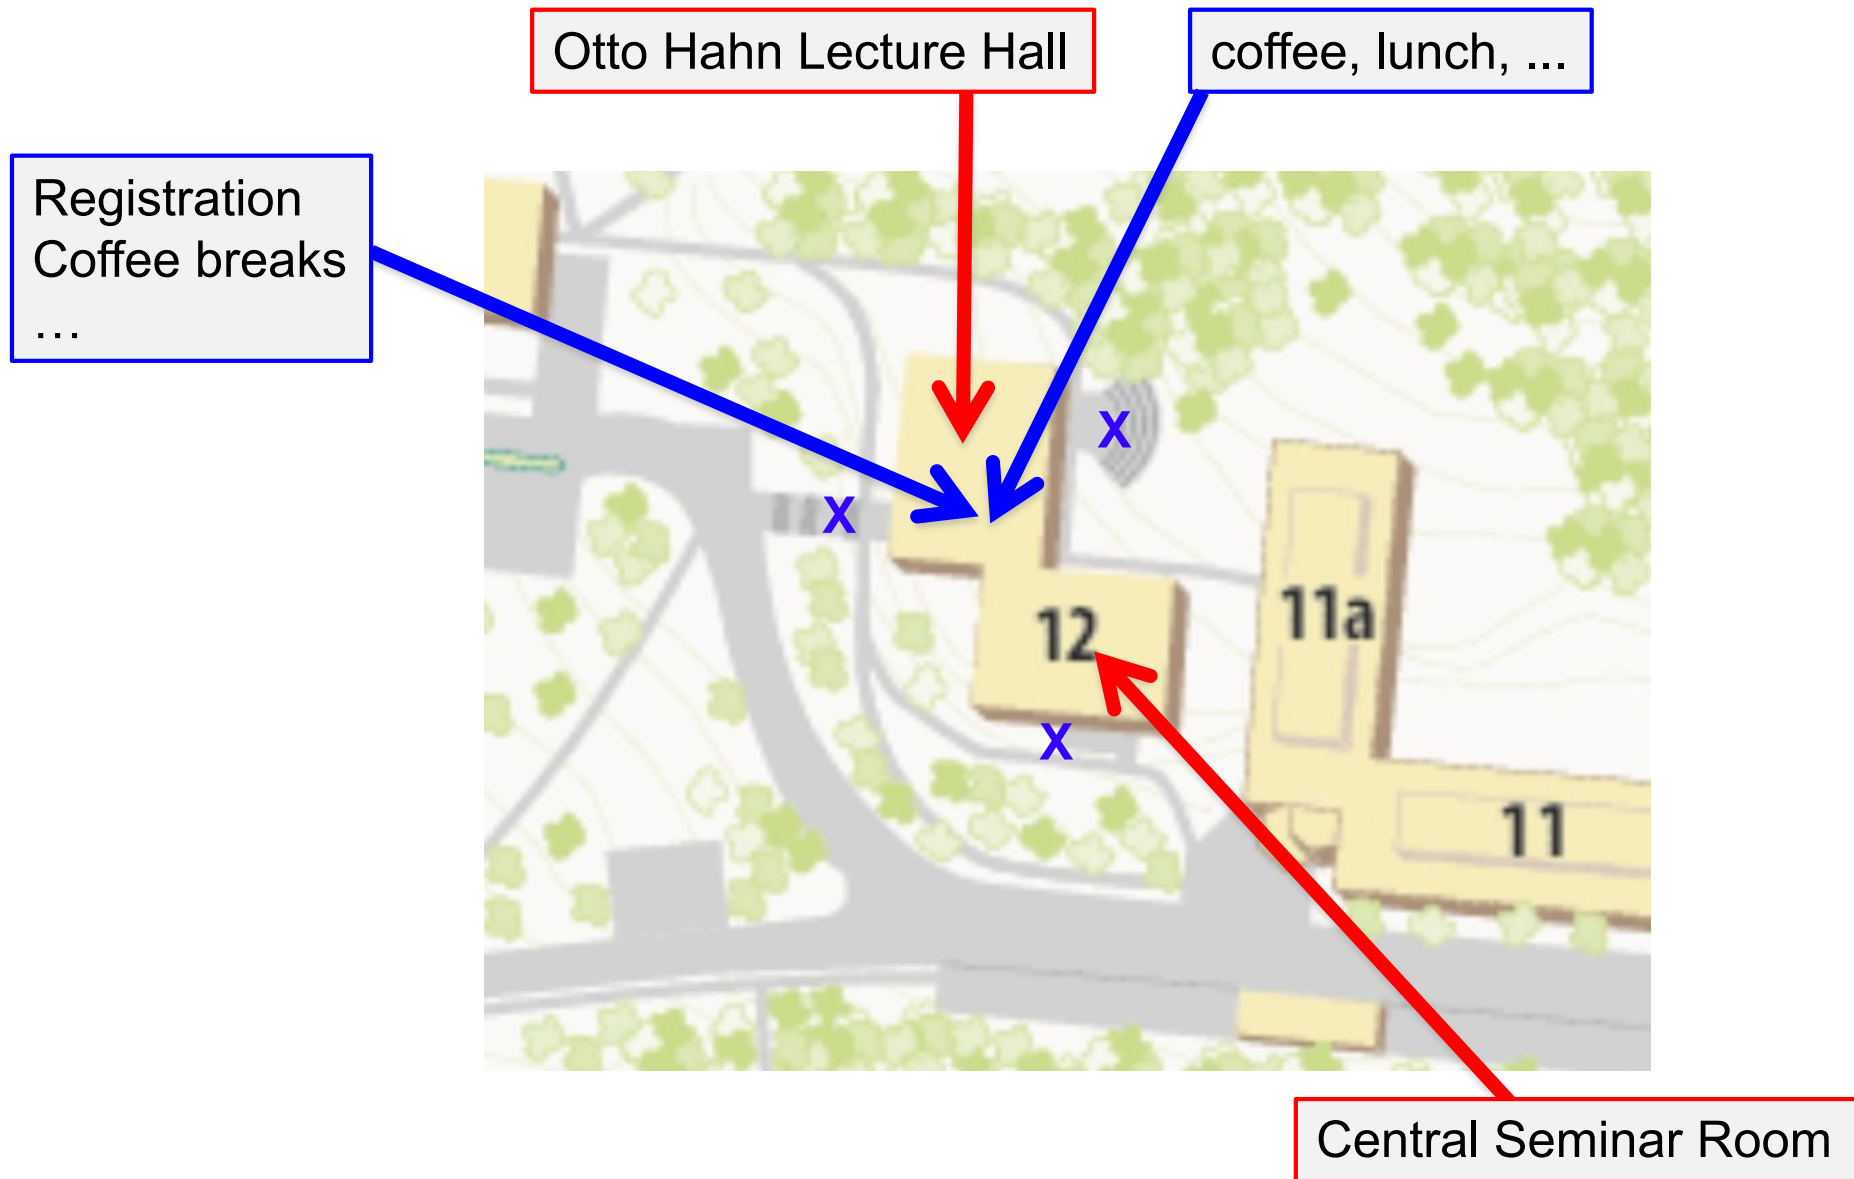 Otto Hahn Lecture Hall
coffee, lunch, ...
Registration
Coffee breaks
…
X
X
12
11a
X
11
Central Seminar Room